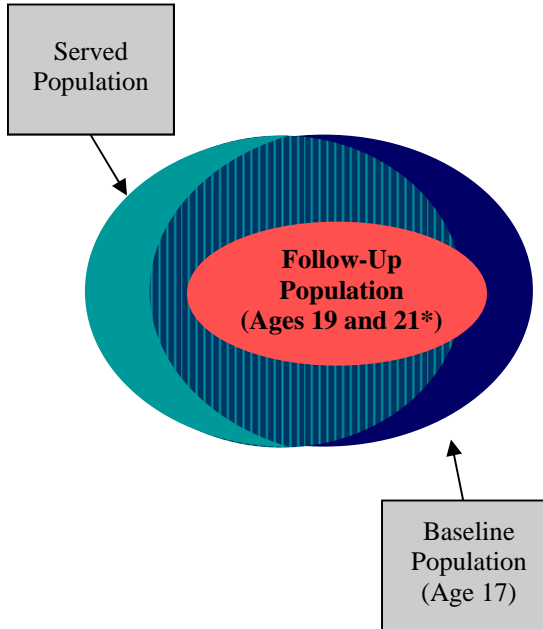 Served
Population
Follow-Up
Population
(Ages 19 and 21*)
Baseline
Population
(Age 17)